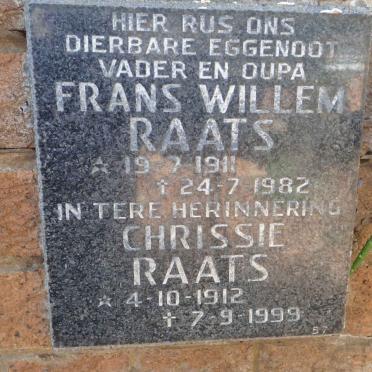 HIER RUS ONS
DIERBARE EGGENOOT
VADER EN OUPA
FRANS WILLEM
RAATS
☆ 19-7-1911
✝ 24-7-1982
IN TERE HERINNERING
CHRISSIE
RAATS
☆ 4-10-1912
✝ 7-9-1999